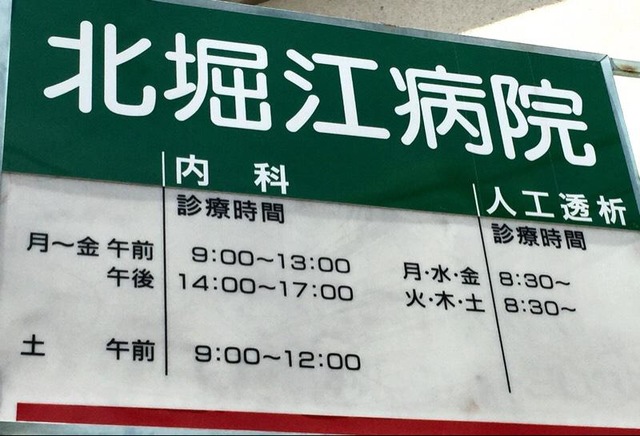 北堀江病院
内科
診療時間
月～金 午前 9:00～13:00
午後 14:00～17:00
土 午前 9:00～12:00
人工透析
診療時間
月・水・金 8:30～
火・木・土 8:30～